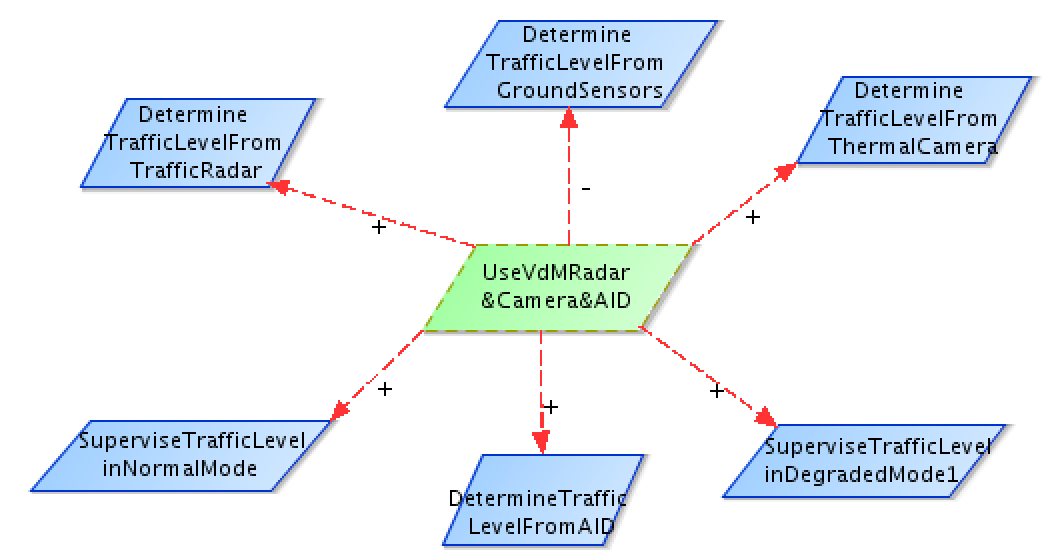 Determine
TrafficLevelFrom
GroundSensors
Determine
TrafficLevelFrom
ThermalCamera
Determine
TrafficLevelFrom
TrafficRadar
-
+
+
UseVdMRadar
&Camera&AID
+
+
+
SuperviseTrafficLevel
inNormalMode
SuperviseTrafficLevel
inDegradedMode1
DetermineTraffic
LevelFromAID